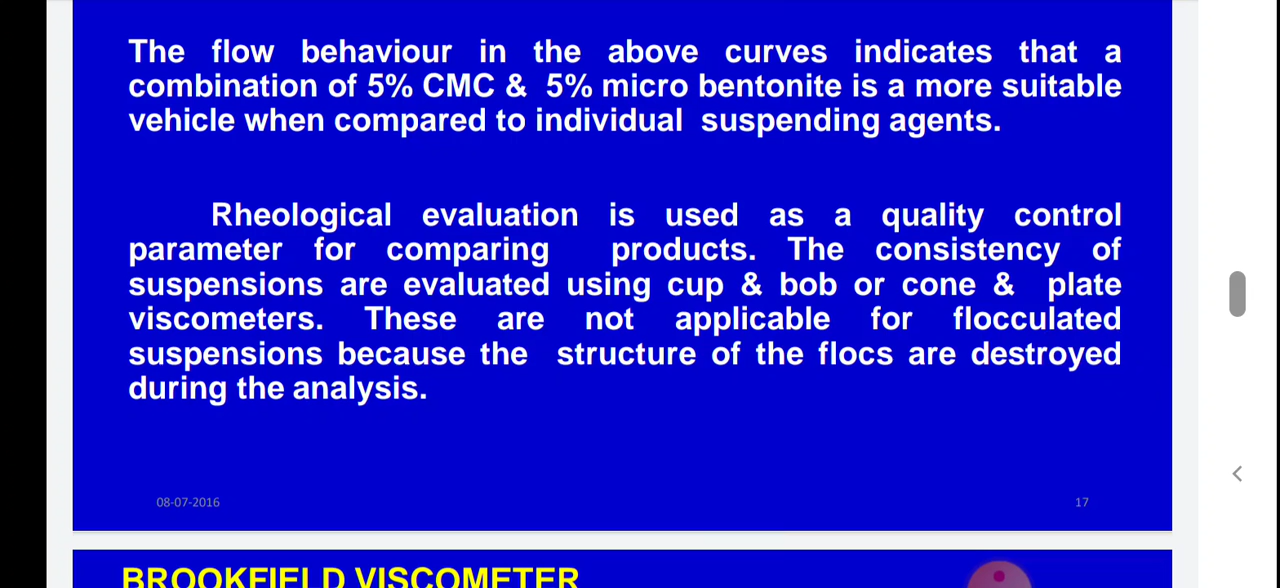 The flow behaviour in the above curves indicates that a
combination of 5% CMC & 5% micro bentonite is a more suitable
vehicle when compared to individual suspending agents.
Rheological evaluation is used as a quality control
parameter for comparing products. The consistency of
suspensions are evaluated using cup & bob or cone & plate
viscometers. These are not applicable for flocculated
suspensions because the structure of the flocs are destroyed
during the analysis.
08-07-2016
17
BROOKFIELD VISCOMETER